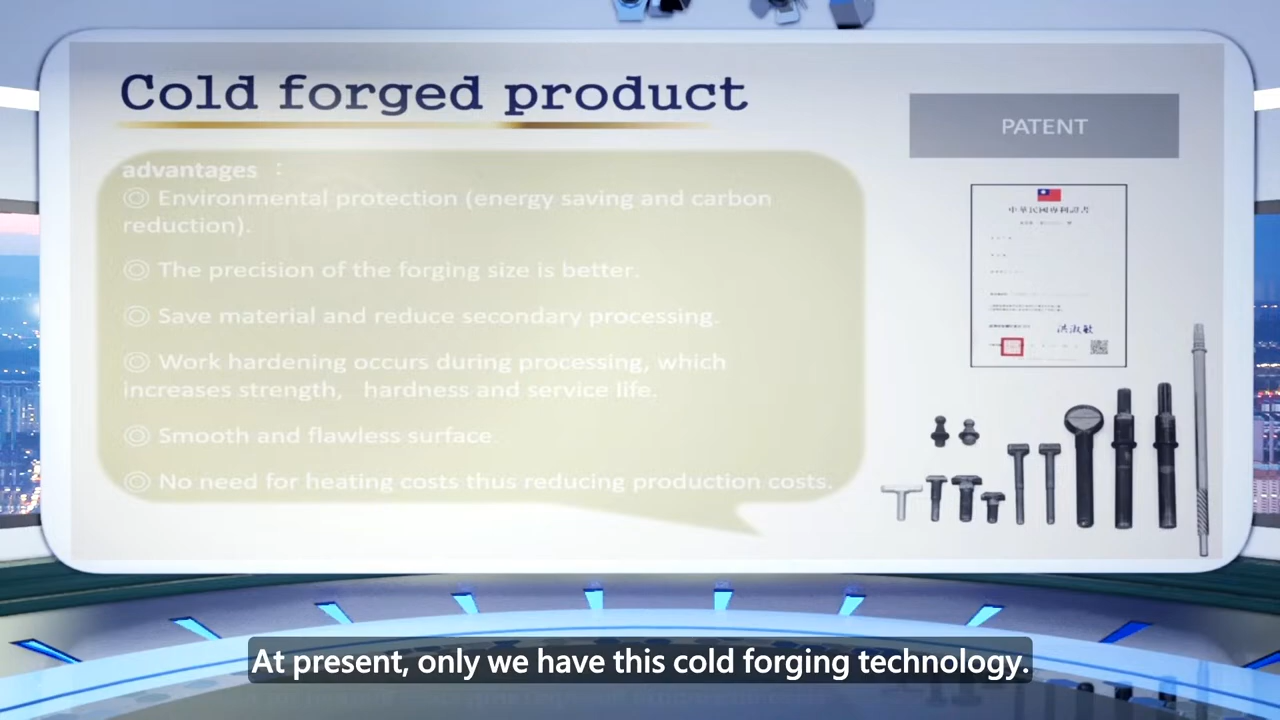 Cold forged product
PATENT
advantages :
◎ Environmental protection (energy saving and carbon
reduction).
◎ The precision of the forging size is better.
◎ Save material and reduce secondary processing.
◎ Work hardening occurs during processing, which
increases strength, hardness and service life.
◎ Smooth and flawless surface.
◎ No need for heating costs thus reducing production costs.
中華民國專利證書
洪淑敏
At present, only we have this cold forging technology.